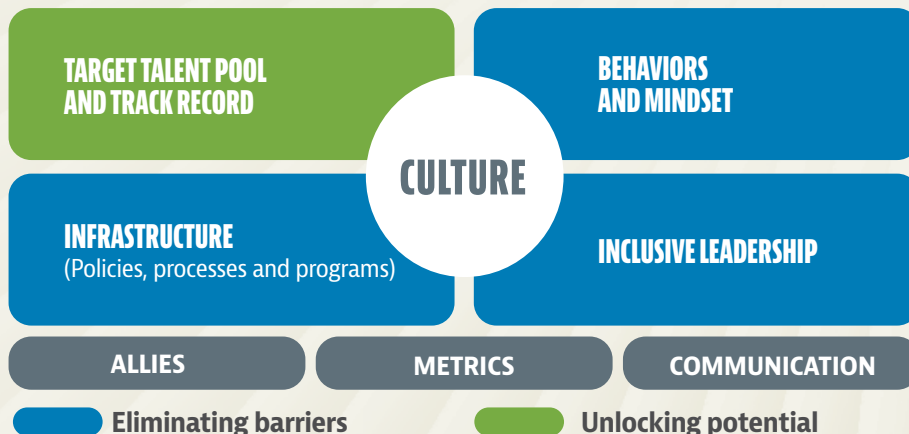 TARGET TALENT POOL
AND TRACK RECORD
BEHAVIORS
AND MINDSET
CULTURE
INFRASTRUCTURE
(Policies, processes and programs)
INCLUSIVE LEADERSHIP
ALLIES
METRICS
COMMUNICATION
Eliminating barriers
Unlocking potential